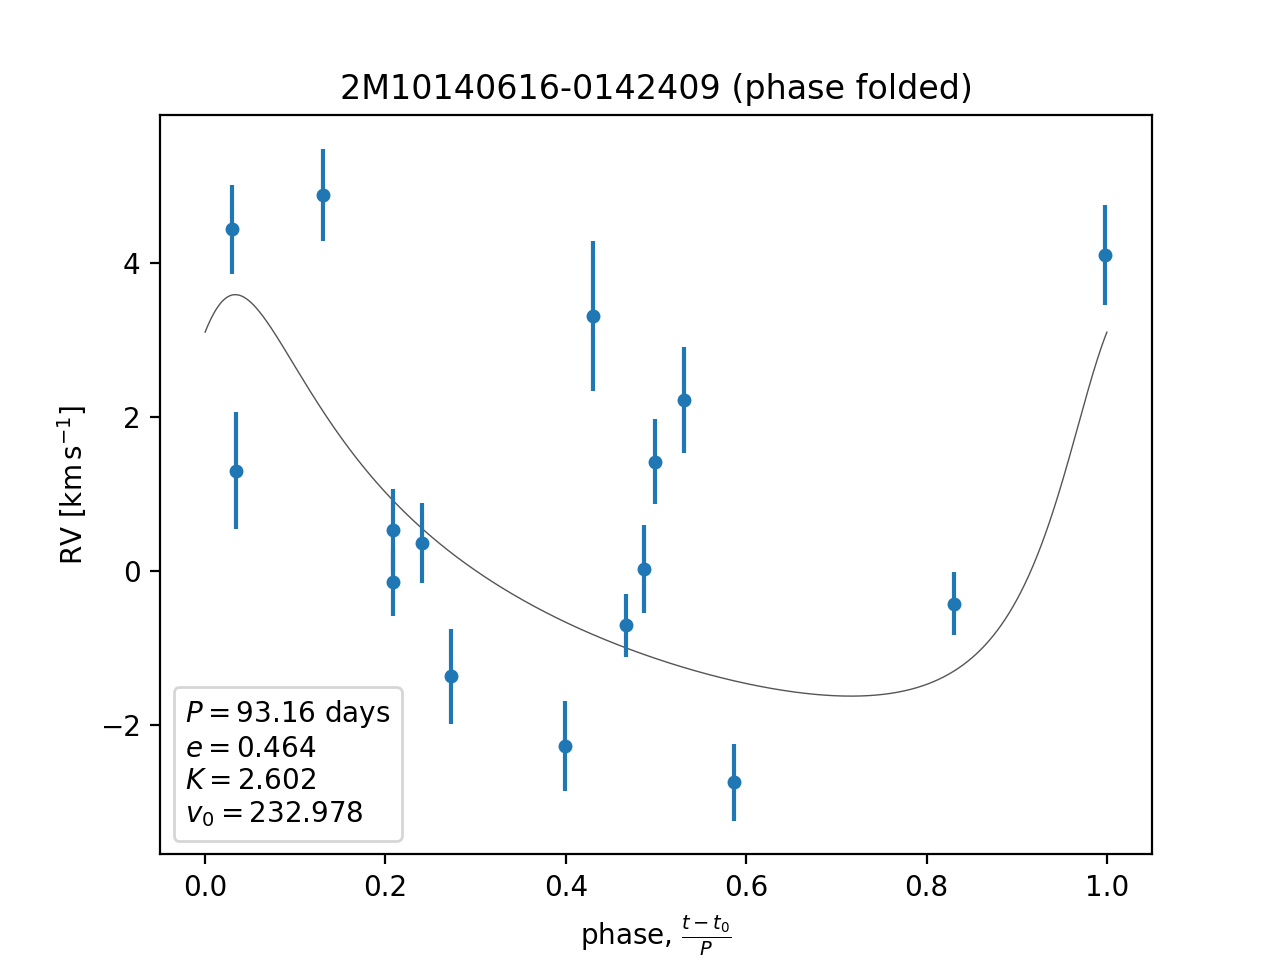 2M10140616-0142409 (phase folded)
RV [km s⁻¹]
4
2
0
−2
P = 93.16 days
e = 0.464
K = 2.602
v₀ = 232.978
0.0 0.2 0.4 0.6 0.8 1.0
phase, (t − t₀)/P